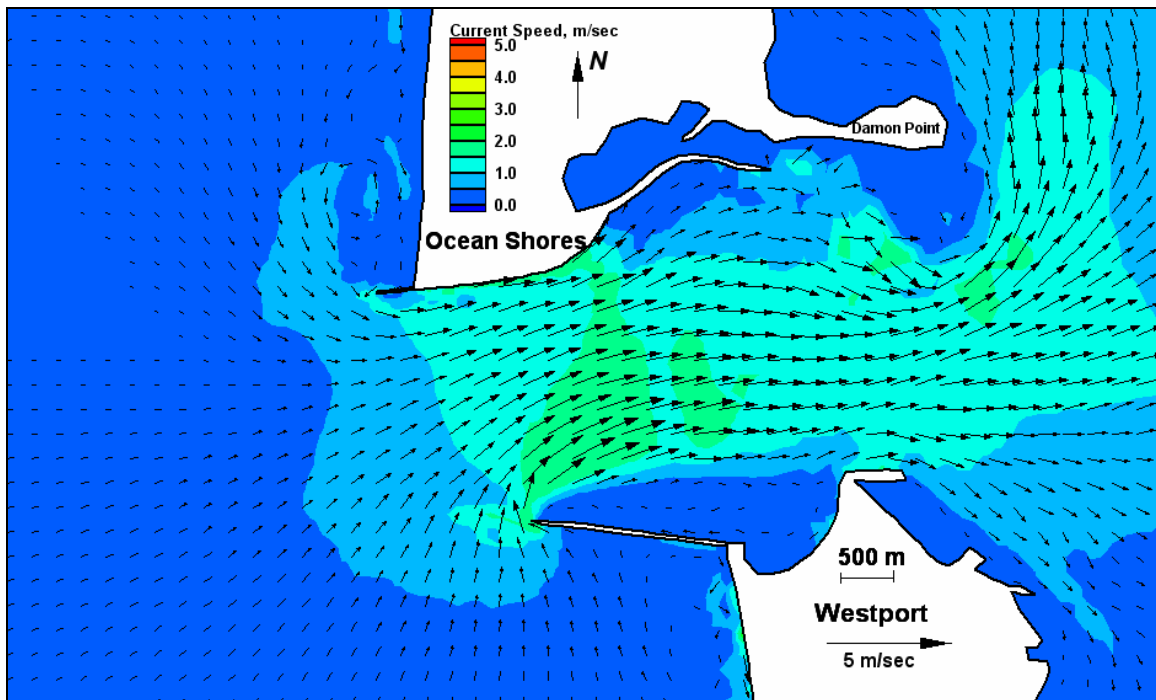 Current Speed, m/sec
5.0
4.0
3.0
2.0
1.0
0.0
N
Damon Point
Ocean Shores
500 m
Westport
5 m/sec